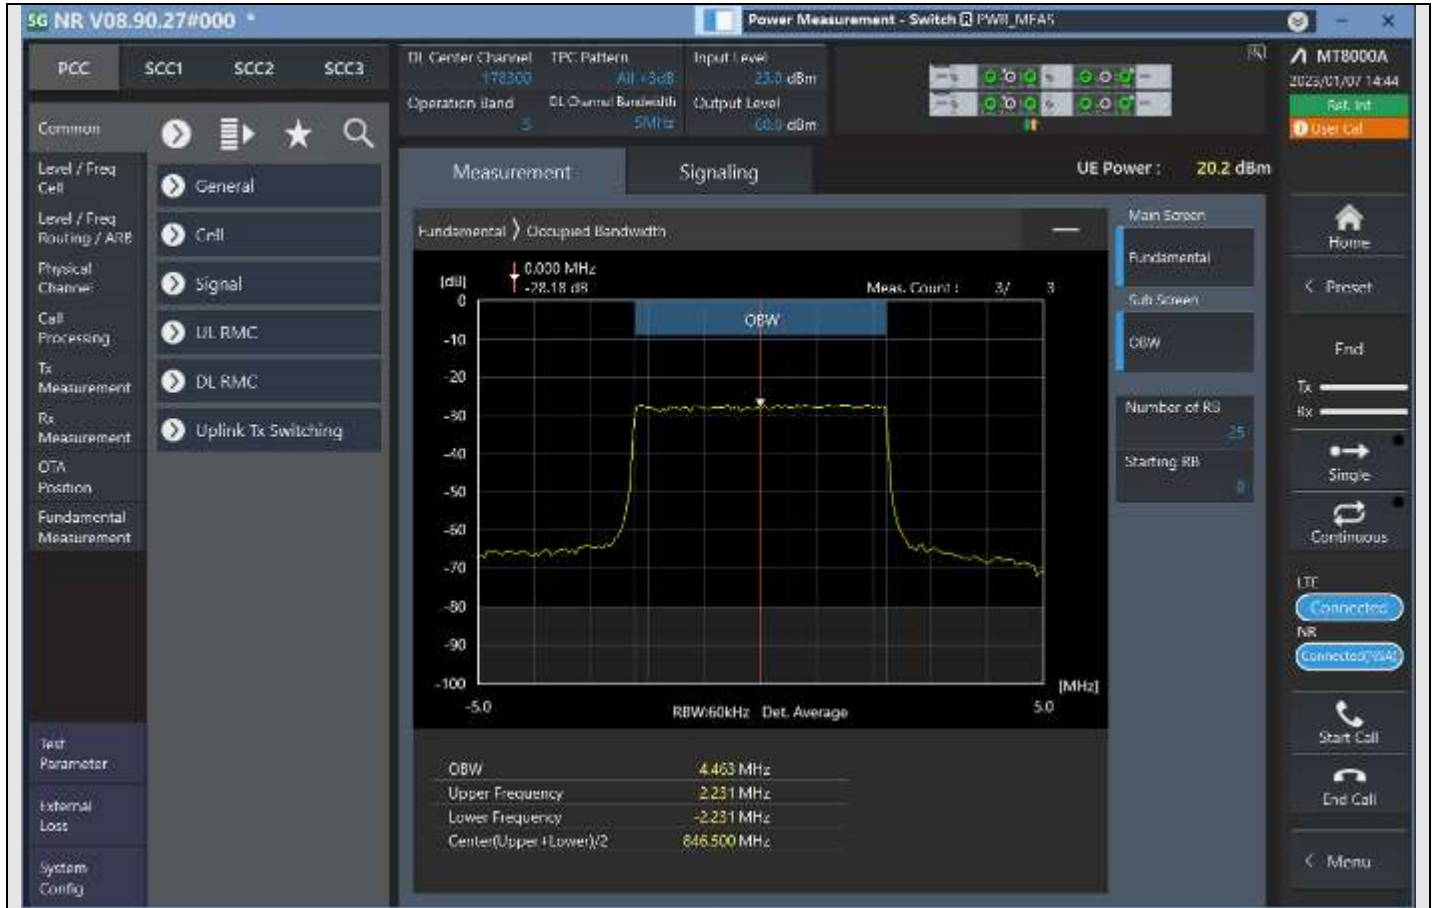 SG NR V08.90.27#000 *
Power Measurement - Switch R PWR_MEAS
PCC SCC1 SCC2 SCC3
DL Center Channel
178300
TPC Pattern
All +3dB
Input Level
25.0 dBm
Operation Band
5
DL Channel Bandwidth
5MHz
Output Level
-60.0 dBm
MT8000A
2023/01/07 14:44
Ref. Int
User Cal
Common
Level / Freq
Cell
Level / Freq
Routing / ARB
Physical
Channel
Call
Processing
Tx
Measurement
Rx
Measurement
OTA
Position
Fundamental
Measurement
Test
Parameter
External
Loss
System
Config
General
Cell
Signal
UL RMC
DL RMC
Uplink Tx Switching
Measurement
Signaling
UE Power : 20.2 dBm
Fundamental > Occupied Bandwidth
[dB]
0.000 MHz
-28.18 dB
Meas. Count : 3/ 3
OBW
0
-10
-20
-30
-40
-50
-60
-70
-80
-90
-100
-5.0
RBW:60kHz Det. Average
5.0
[MHz]
OBW 4.463 MHz
Upper Frequency 2.231 MHz
Lower Frequency -2.231 MHz
Center(Upper+Lower)/2 846.500 MHz
Main Screen
Fundamental
Sub Screen
OBW
Number of RB
25
Starting RB
0
Home
< Preset
End
Tx
Rx
Single
Continuous
LTE
Connected
NR
Connected(NSA)
Start Call
End Call
< Menu